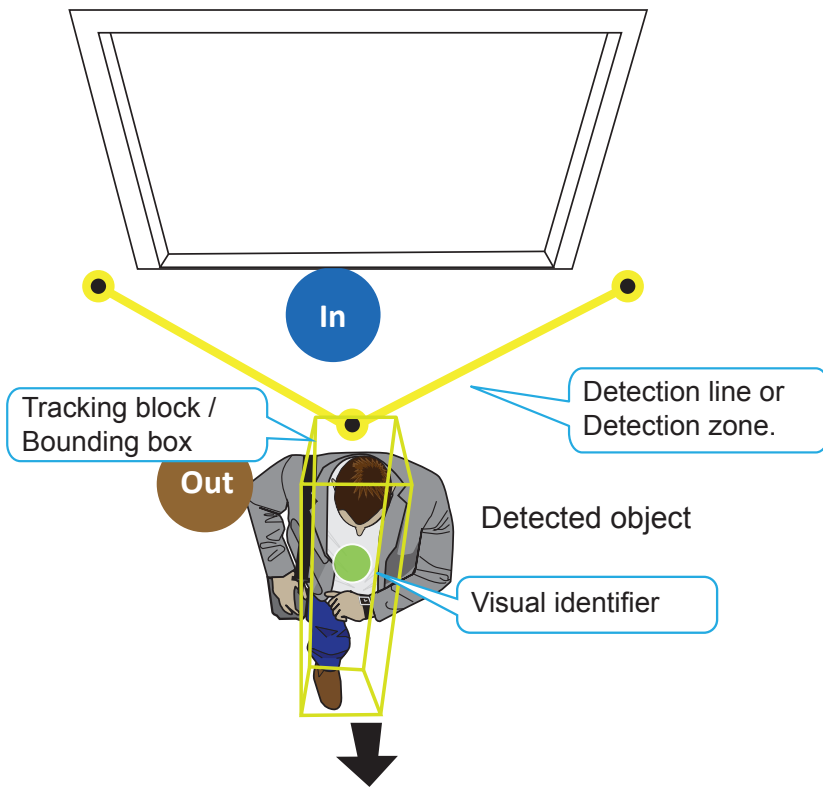 In
Tracking block /
Bounding box
Detection line or
Detection zone.
Out
Detected object
Visual identifier